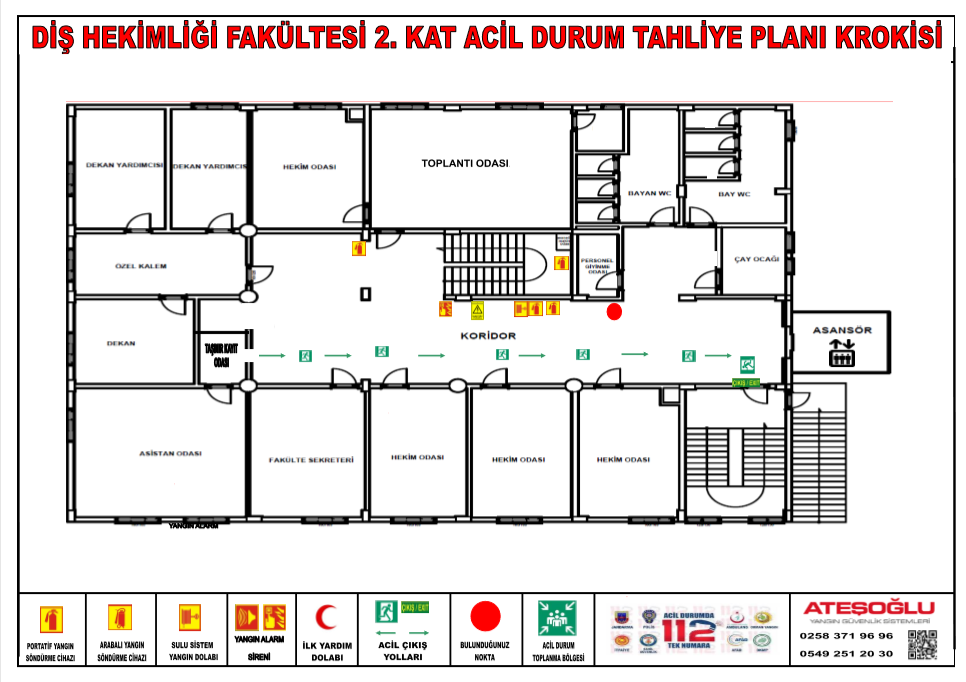 DİŞ HEKİMLİĞİ FAKÜLTESİ 2. KAT ACİL DURUM TAHLİYE PLANI KROKİSİ
DEKAN YARDIMCISI
DEKAN YARDIMCIS
HEKİM ODASI
TOPLANTI ODASI
BAYAN WC
BAY WC
ÖZEL KALEM
PERSONEL
GİYİNME
ODASI
ÇAY OCAĞI
DEKAN
TAŞINIR KAYIT
ODASI
KORİDOR
ASANSÖR
ÇIKIŞ / EXIT
ASİSTAN ODASI
FAKÜLTE SEKRETERİ
HEKİM ODASI
HEKİM ODASI
HEKİM ODASI
YANGIN ALARM
PORTATİF YANGIN
SÖNDÜRME CİHAZI
ARABALI YANGIN
SÖNDÜRME CİHAZI
SULU SİSTEM
YANGIN DOLABI
YANGIN ALARM
SİRENİ
İLK YARDIM
DOLABI
ÇIKIŞ / EXIT
ACİL ÇIKIŞ
YOLLARI
BULUNDUĞUNUZ
NOKTA
ACİL DURUM
TOPLANMA BÖLGESİ
ACİL DURUMDA
112
TEK NUMARA
JANDARMA
POLİS
AFAD
ATEŞOĞLU
YANGIN GÜVENLİK SİSTEMLERİ
0258 371 96 96
0549 251 20 30